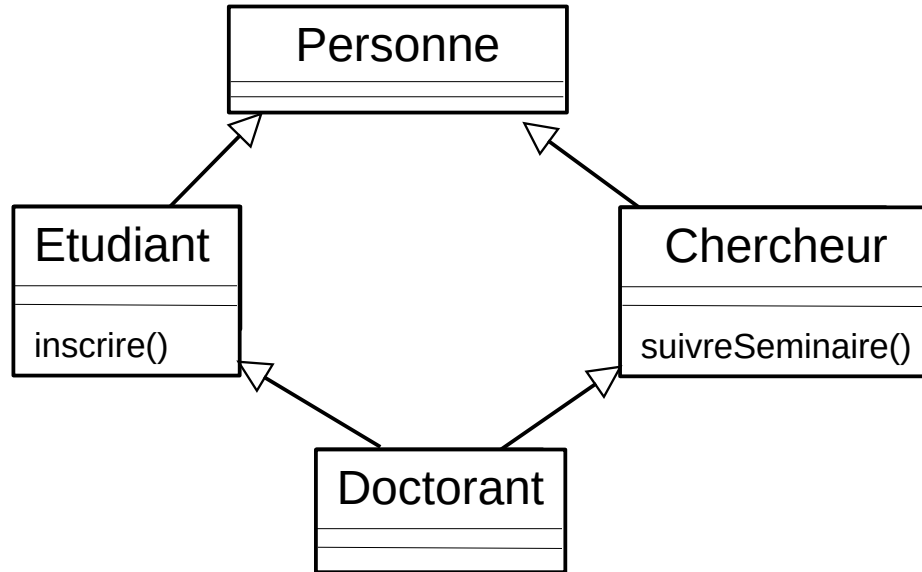 Personne
Etudiant
Chercheur
inscrire()
suivreSeminaire()
Doctorant